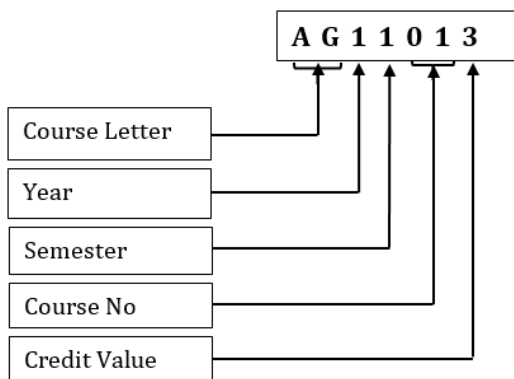 A G 1 1 0 1 3
Course Letter
Year
Semester
Course No
Credit Value